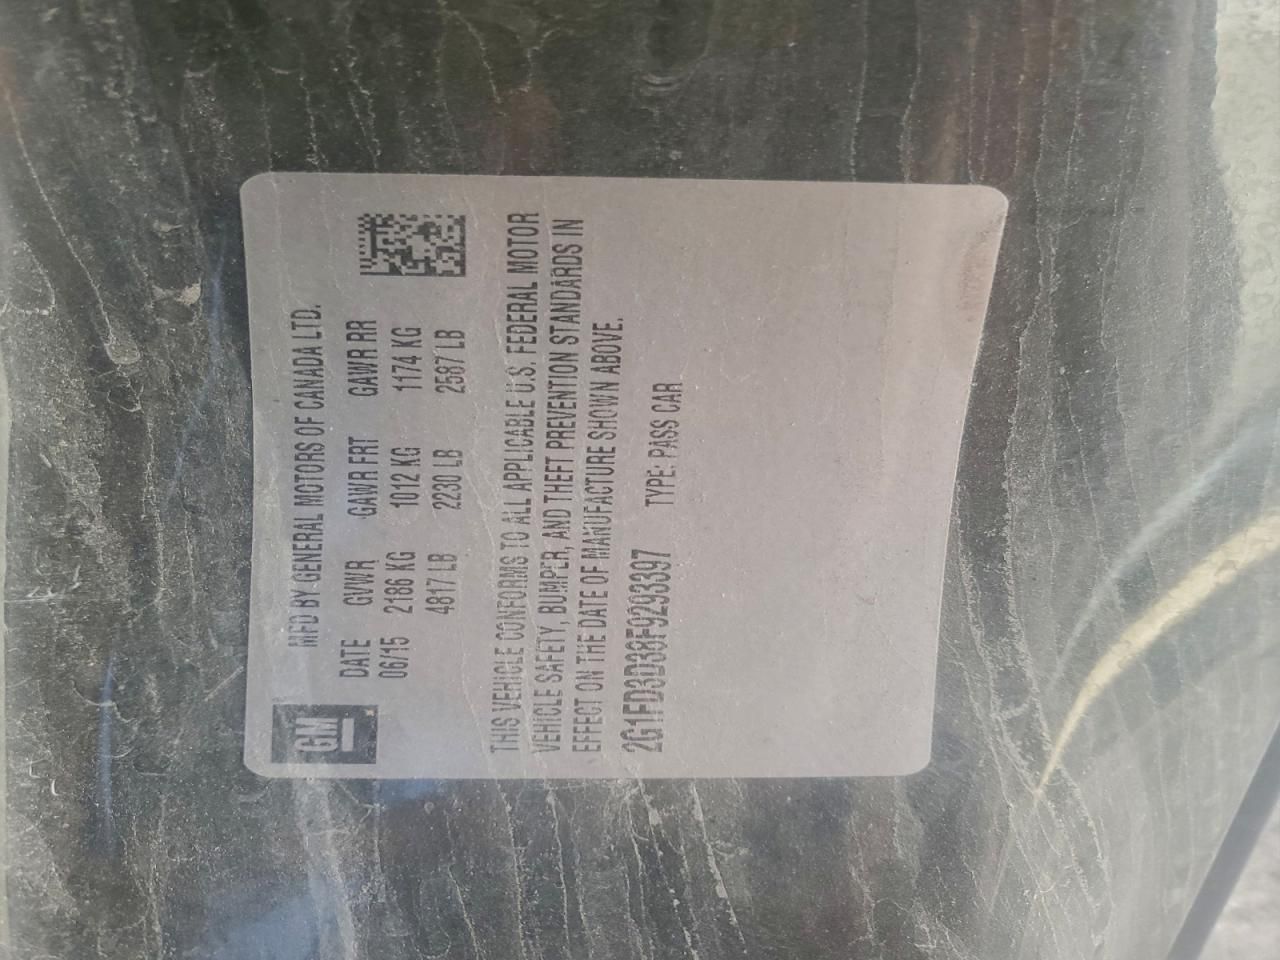 GM
MFD BY GENERAL MOTORS OF CANADA LTD.
DATE GVWR GAWR FRT GAWR RR
06/15 2186 KG 1012 KG 1174 KG
4817 LB 2230 LB 2587 LB
THIS VEHICLE CONFORMS TO ALL APPLICABLE U.S. FEDERAL MOTOR
VEHICLE SAFETY, BUMPER, AND THEFT PREVENTION STANDARDS IN
EFFECT ON THE DATE OF MANUFACTURE SHOWN ABOVE.
2G1FD3D38F9293397 TYPE: PASS CAR